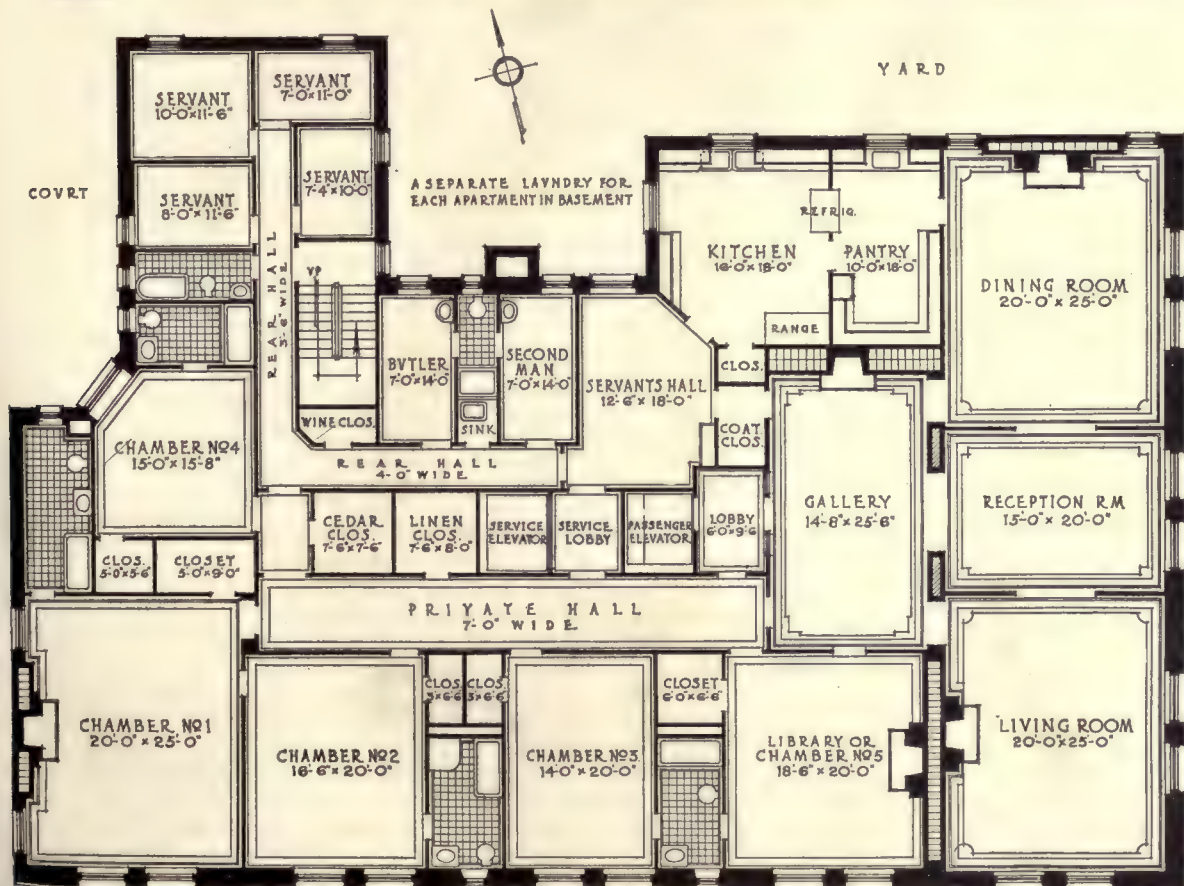 YARD
SERVANT
10-0"x11'-6"
SERVANT
7-0"x11'-0"
COVRT
SERVANT
8-0"x11'-6"
SERVANT
7'-4"x10'-0"
A SEPARATE LAVNDRY FOR
EACH APARTMENT IN BASEMENT
REAR HALL
3'-6" WIDE
VP
KITCHEN
16-0"x18'-0"
REFRIG.
PANTRY
10-0"x18'-0"
RANGE
DINING ROOM
20'-0"x25'-0"
BVTLER
7-0"x14'-0"
SECOND
MAN
7'-0"x14'-0"
SINK
SERVANTS HALL
12'-6"x18'-0"
CLOS.
COAT
CLOS.
WINE CLOS.
REAR HALL
4'-0" WIDE
CHAMBER No4
15'-0"x15'-8"
CLOS.
5'-0"x5'-6"
CLOSET
5'-0"x9'-0"
CEDAR
CLOS.
7'-6"x7'-6"
LINEN
CLOS.
7'-6"x8'-0"
SERVICE
ELEVATOR
SERVICE
LOBBY
PASSENGER
ELEVATOR
LOBBY
6'-0"x9'-6"
GALLERY
14'-8"x25'-6"
RECEPTION RM
15'-0"x20'-0"
PRIVATE HALL
7'-0" WIDE
CHAMBER No1
20'-0"x25'-0"
CHAMBER No2
16'-6"x20'-0"
CLOS.
3'x6'-6"
CLOS.
3'x6'-6"
CHAMBER No3
14'-0"x20'-0"
CLOSET
6'-0"x6'-6"
LIBRARY OR
CHAMBER No5
18'-6"x20'-0"
LIVING ROOM
20'-0"x25'-0"